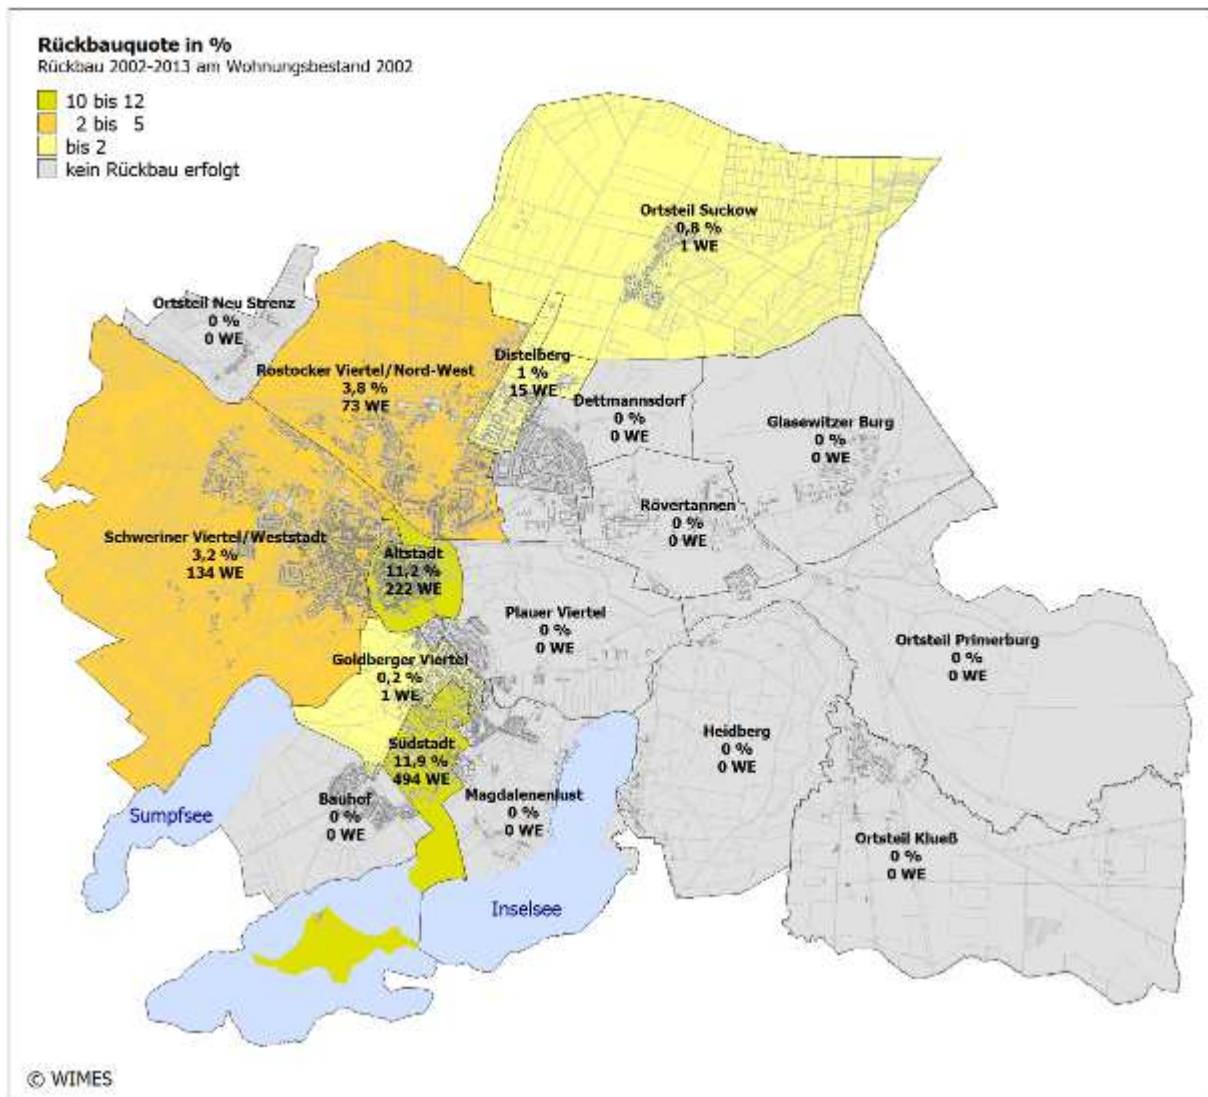 Rückbauquote in %
Rückbau 2002-2013 am Wohnungsbestand 2002
10 bis 12
2 bis 5
bis 2
kein Rückbau erfolgt
Ortsteil Suckow
0,8 %
1 WE
Ortsteil Neu Strenz
0 %
0 WE
Rostocker Viertel/Nord-West
3,8 %
73 WE
Distelberg
1 %
15 WE
Dettmannsdorf
0 %
0 WE
Glasewitzer Burg
0 %
0 WE
Rövertannen
0 %
0 WE
Schweriner Viertel/Weststadt
3,2 %
134 WE
Altstadt
11,2 %
222 WE
Plauer Viertel
0 %
0 WE
Ortsteil Primerburg
0 %
0 WE
Goldberger Viertel
0,2 %
1 WE
Heidberg
0 %
0 WE
Südstadt
11,9 %
494 WE
Bauhof
0 %
0 WE
Magdalenenlust
0 %
0 WE
Sumpfsee
Ortsteil Klueß
0 %
0 WE
Inselsee
© WIMES